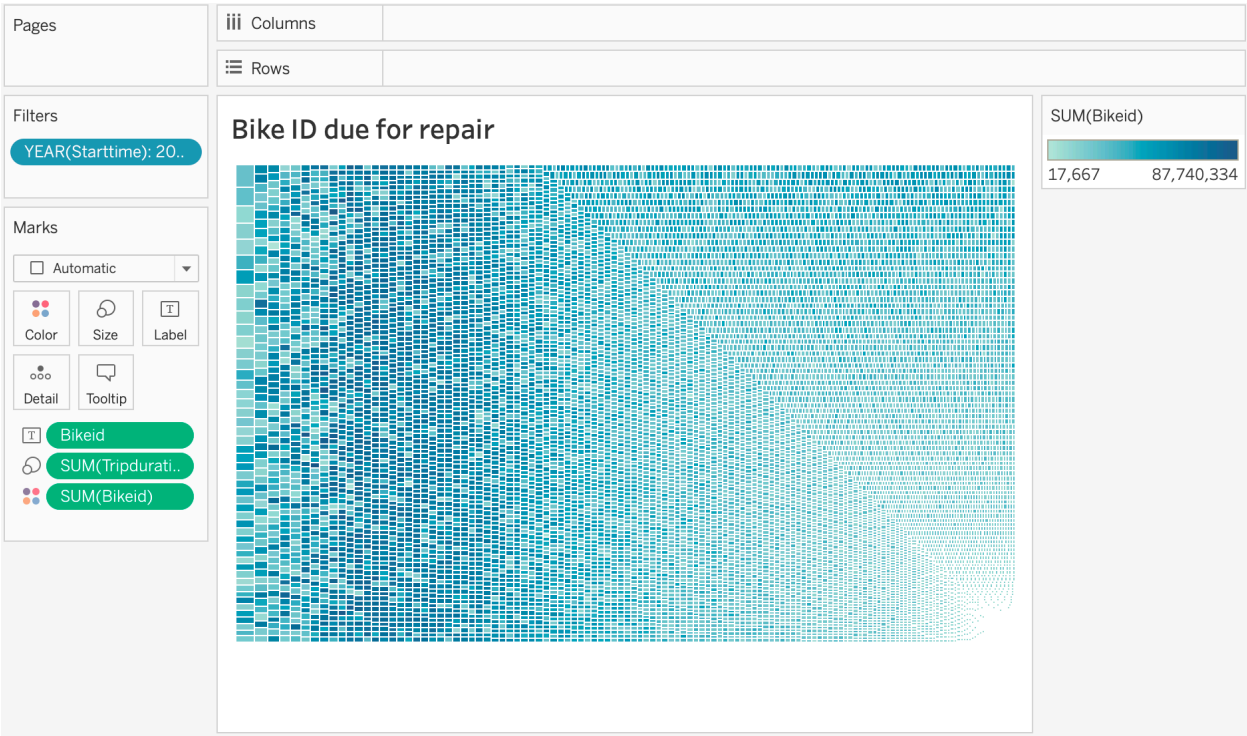 Pages
Columns
Rows
Filters
YEAR(Starttime): 20..
Marks
Automatic
Color
Size
T
Label
Detail
Tooltip
T
Bikeid
SUM(Tripdurati..
SUM(Bikeid)
Bike ID due for repair
SUM(Bikeid)
17,667 87,740,334